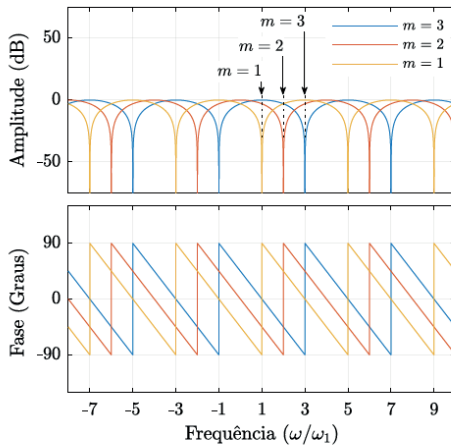 m = 3
m = 2
m = 1
m = 3
m = 2
m = 1
50
0
-50
Amplitude (dB)
90
0
-90
Fase (Graus)
-7 -5 -3 -1 1 3 5 7 9
Frequência (ω/ω₁)